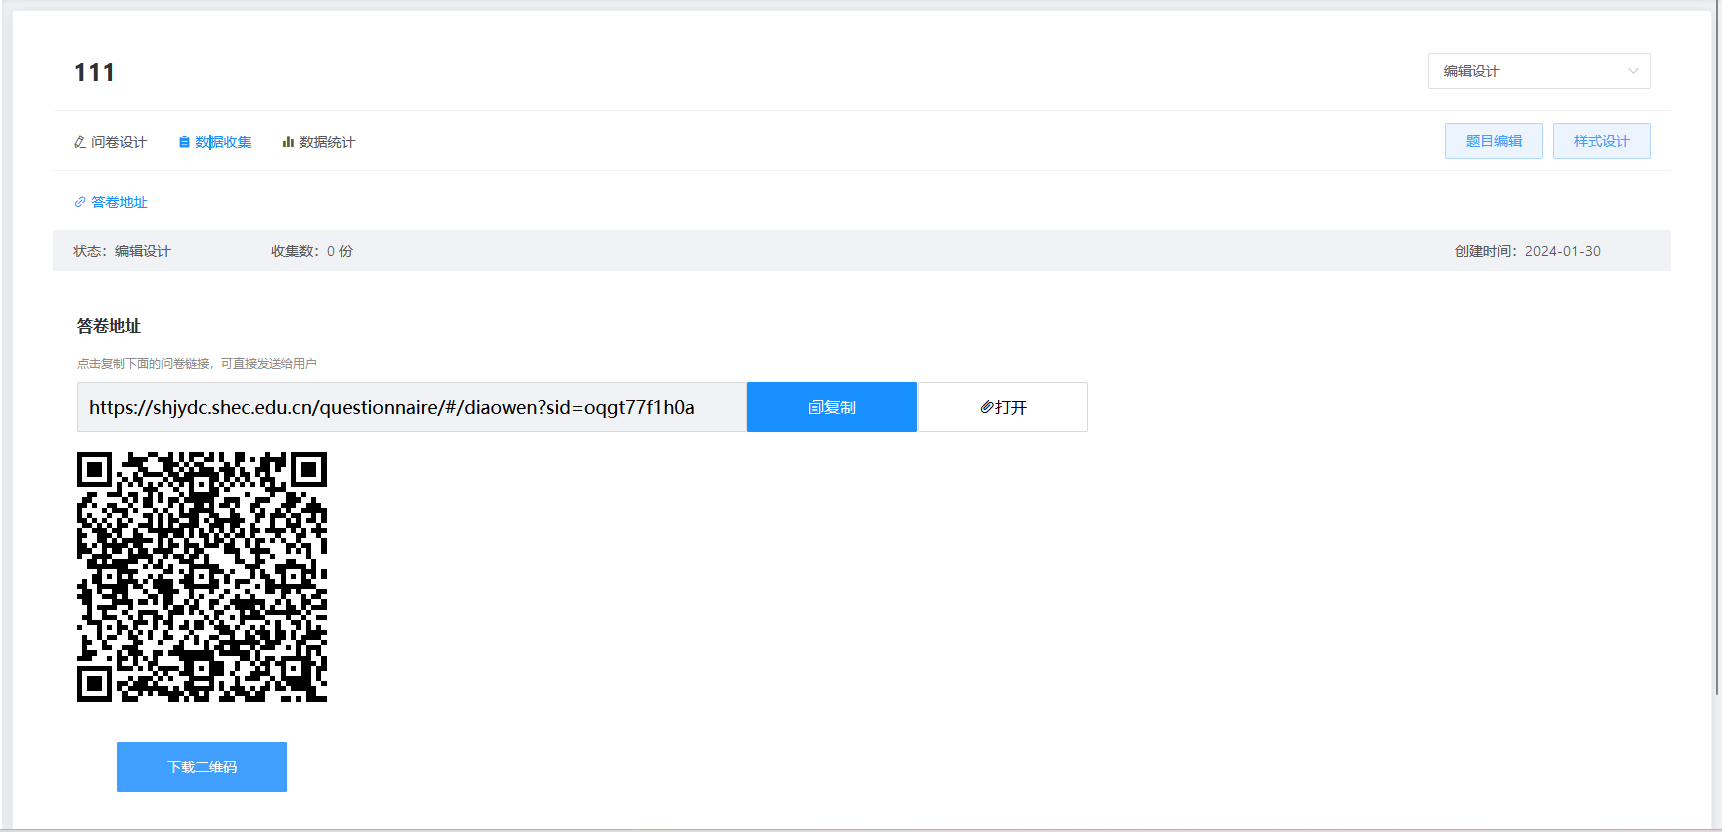 111
编辑设计
问卷设计 数据收集 数据统计
题目编辑 样式设计
答卷地址
状态：编辑设计 收集数：0 份 创建时间：2024-01-30
答卷地址
点击复制下面的问卷链接，可直接发送给用户
https://shjydc.shec.edu.cn/questionnaire/#/diaowen?sid=oqgt77f1h0a 复制 打开
下载二维码